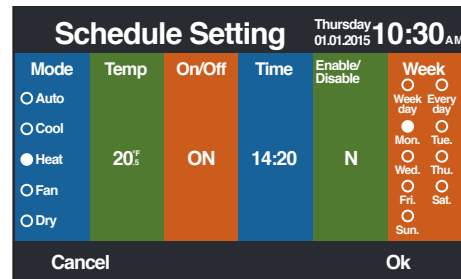 Schedule Setting
Thursday
01.01.2015
10:30 AM
Mode
Auto
Cool
Heat
Fan
Dry
Temp
20.5 °F
On/Off
ON
Time
14:20
Enable/
Disable
N
Week
Week
day
Every
day
Mon. Tue.
Wed. Thu.
Fri. Sat.
Sun.
Cancel Ok